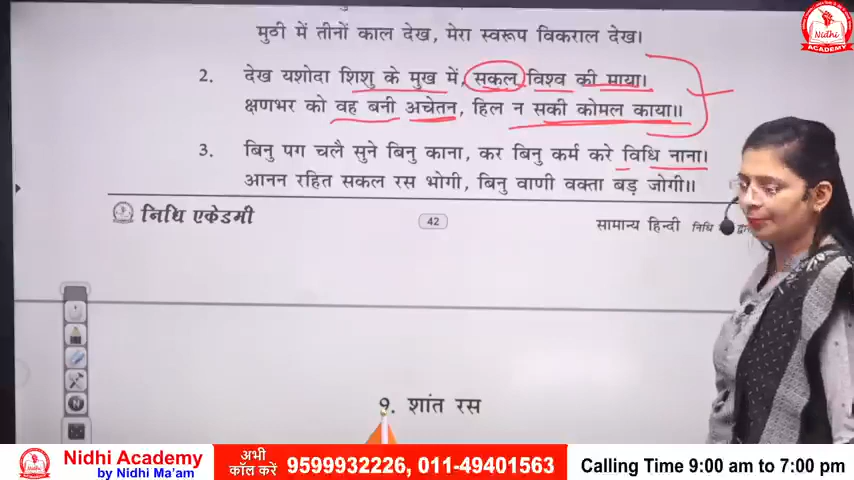 मुठी में तीनों काल देख, मेरा स्वरूप विकराल देख।
2. देख यशोदा शिशु के मुख में, सकल विश्व की माया।
क्षणभर को वह बनी अचेतन, हिल न सकी कोमल काया॥
3. बिनु पग चलै सुने बिनु काना, कर बिनु कर्म करे विधि नाना।
आनन रहित सकल रस भोगी, बिनु वाणी वक्ता बड़ जोगी॥
निधि एकेडमी
42
सामान्य हिन्दी निधि
9. शांत रस
Nidhi
ACADEMY
Nidhi Academy
by Nidhi Ma'am
अभी
कॉल करें
9599932226, 011-49401563
Calling Time 9:00 am to 7:00 pm